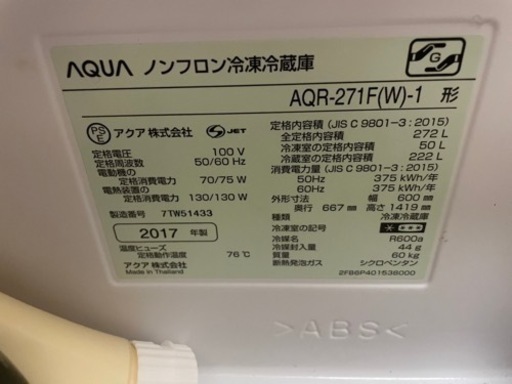 AQUA ノンフロン冷凍冷蔵庫
G
AQR-271F(W)-1 形
PS E アクア 株式会社 JET
定格電圧 100 V
定格周波数 50/60 Hz
電動機の
定格消費電力 70/75 W
電熱装置の
定格消費電力 130/130 W
製造番号 7TW51433
2017 年製
温度ヒューズ
定格動作温度 76℃
アクア 株式会社
Made in Thailand
定格内容積 (JIS C 9801-3 : 2015)
全定格内容積 272 L
冷凍室の定格内容積 50 L
冷蔵室の定格内容積 222 L
消費電力量 (JIS C 9801-3 : 2015)
50Hz 375 kWh/年
60Hz 375 kWh/年
外形寸法 幅 600 mm
奥行 667 mm 高さ 1419 mm
種類 冷凍冷蔵庫
冷凍室の記号
冷媒名 R600a
冷媒封入量 44 g
質量 60 kg
断熱発泡ガス シクロペンタン
2FB6P401536000
>ABS<